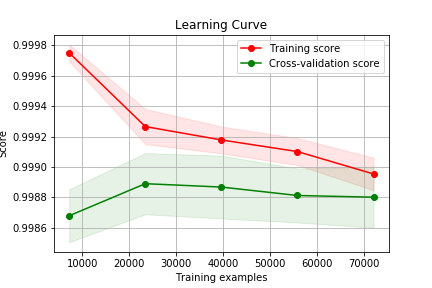 Learning Curve
Training score
Cross-validation score
0.9998
0.9996
0.9994
0.9992
0.9990
0.9988
0.9986
Score
10000 20000 30000 40000 50000 60000 70000
Training examples